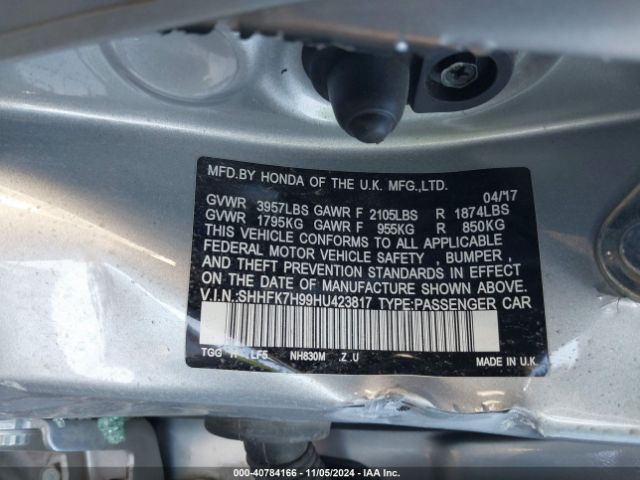 MFD.BY HONDA OF THE U.K. MFG.,LTD.
04/17
GVWR 3957LBS GAWR F 2105LBS R 1874LBS
GVWR 1795KG GAWR F 955KG R 850KG
THIS VEHICLE CONFORMS TO ALL APPLICABLE
FEDERAL MOTOR VEHICLE SAFETY , BUMPER ,
AND THEFT PREVENTION STANDARDS IN EFFECT
ON THE DATE OF MANUFACTURE SHOWN ABOVE.
V.I.N.:SHHFK7H99HU423817 TYPE:PASSENGER CAR
TGG LF5 NH830M Z.U
MADE IN U.K.
000-40784166 - 11/05/2024 - IAA Inc.